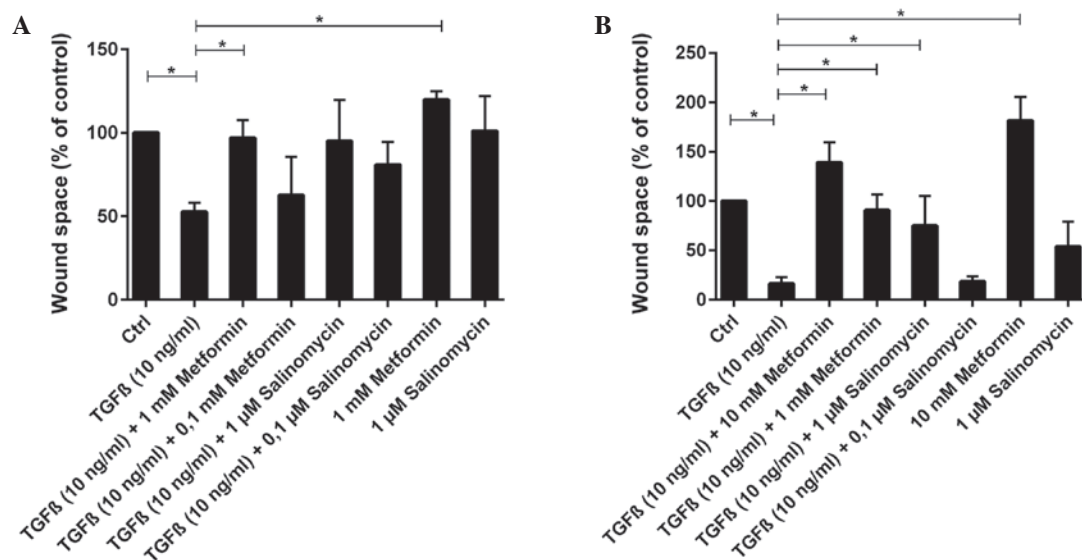 A
Wound space (% of control)
150
100
50
0
*
*
*
Ctrl
TGFß (10 ng/ml)
TGFß (10 ng/ml) + 1 mM Metformin
TGFß (10 ng/ml) + 0,1 mM Metformin
TGFß (10 ng/ml) + 1 µM Salinomycin
TGFß (10 ng/ml) + 0,1 µM Salinomycin
1 mM Metformin
1 µM Salinomycin
B
Wound space (% of control)
250
200
150
100
50
0
*
*
*
*
*
Ctrl
TGFß (10 ng/ml)
TGFß (10 ng/ml) + 10 mM Metformin
TGFß (10 ng/ml) + 1 mM Metformin
TGFß (10 ng/ml) + 1 µM Salinomycin
TGFß (10 ng/ml) + 0,1 µM Salinomycin
10 mM Metformin
1 µM Salinomycin